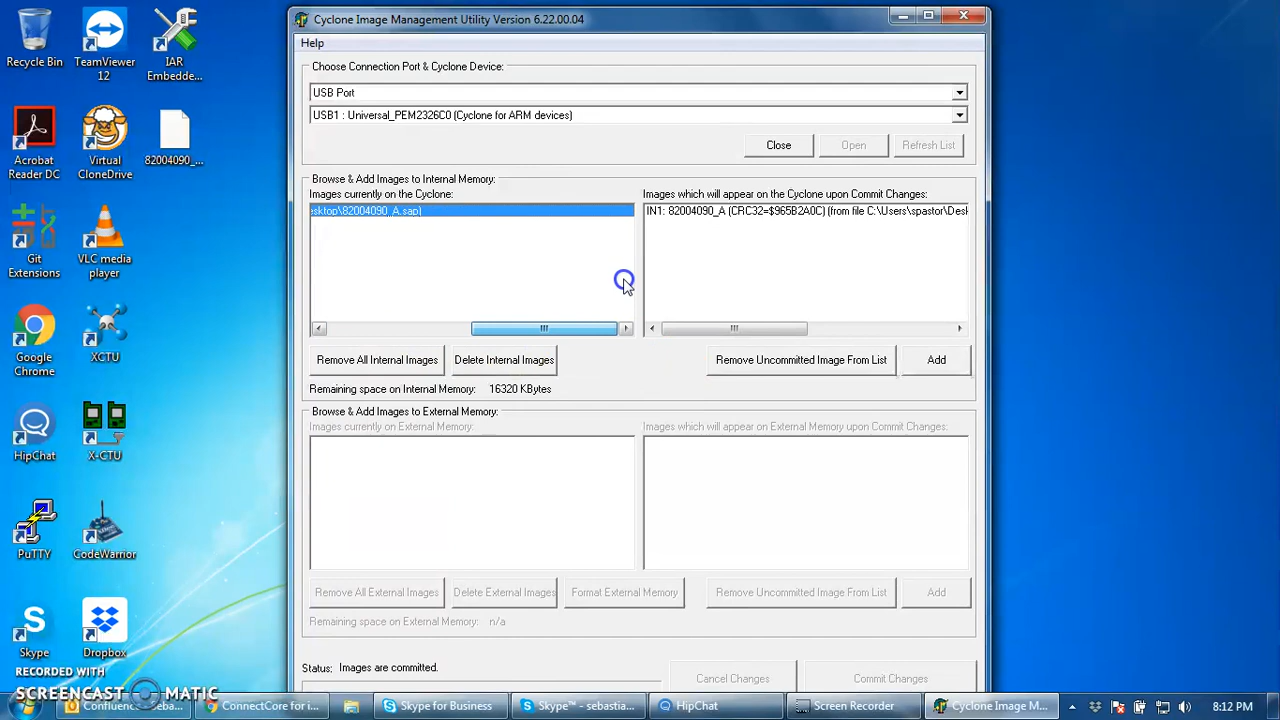 Cyclone Image Management Utility Version 6.22.00.04
Help
Choose Connection Port & Cyclone Device:
USB Port
USB1 : Universal_PEM2326C0 (Cyclone for ARM devices)
Close
Open
Refresh List
Browse & Add Images to Internal Memory:
Images currently on the Cyclone:
Images which will appear on the Cyclone upon Commit Changes:
esktop\82004090_A.sap)
IN1: 82004090_A (CRC32=$965B2A0C) (from file C:\Users\spastor\Desk
Remove All Internal Images
Delete Internal Images
Remove Uncommitted Image From List
Add
Remaining space on Internal Memory: 16320 KBytes
Browse & Add Images to External Memory:
Images currently on External Memory:
Images which will appear on External Memory upon Commit Changes:
Remove All External Images
Delete External Images
Format External Memory
Remove Uncommitted Image From List
Add
Remaining space on External Memory: n/a
Status: Images are committed.
Cancel Changes
Commit Changes
Recycle Bin
TeamViewer 12
IAR Embedde...
Acrobat Reader DC
Virtual CloneDrive
82004090_...
Git Extensions
VLC media player
Google Chrome
XCTU
HipChat
X-CTU
PuTTY
CodeWarrior
Skype
Dropbox
RECORDED WITH
SCREENCAST MATIC
Confluence...
ConnectCore for i...
Skype for Business
Skype™ - sebastia...
HipChat
Screen Recorder
Cyclone Image M...
8:12 PM